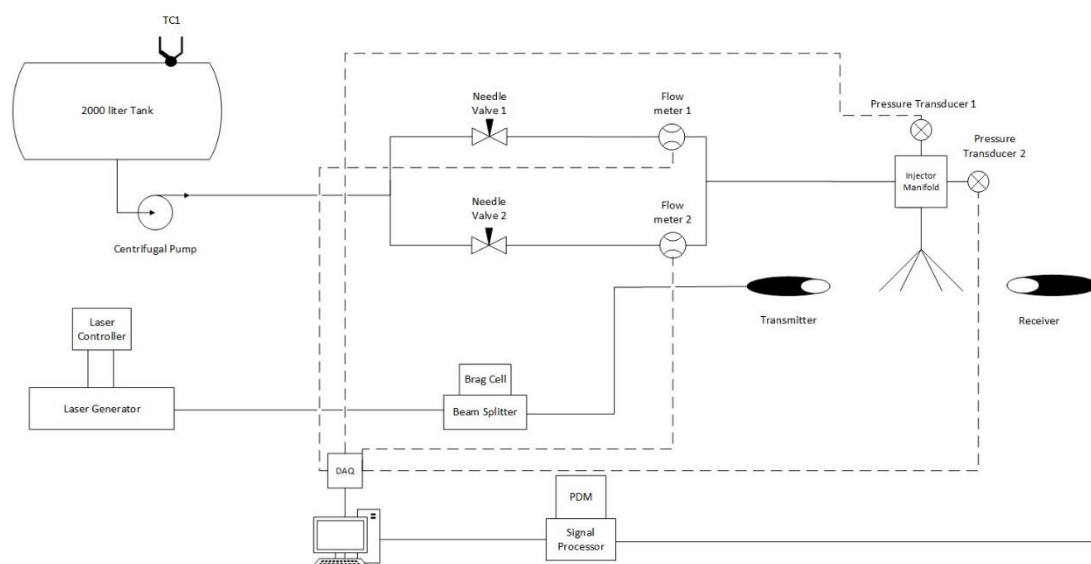 TC1
2000 liter Tank
Needle
Valve 1
Flow
meter 1
Pressure Transducer 1
Pressure
Transducer 2
Injector
Manifold
Needle
Valve 2
Flow
meter 2
Centrifugal Pump
Laser
Controller
Transmitter
Receiver
Brag Cell
Laser Generator
Beam Splitter
DAQ
PDM
Signal
Processor